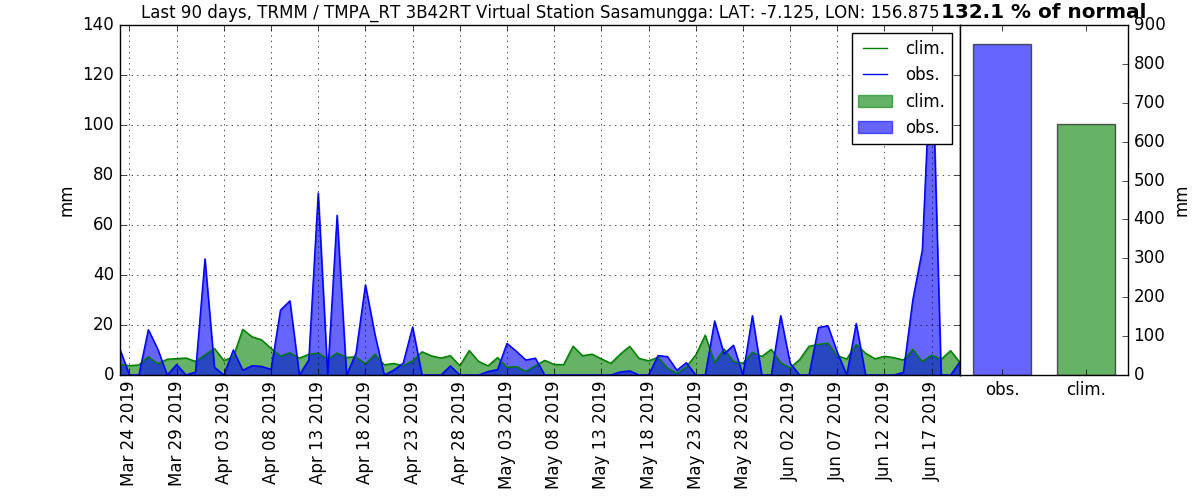 Last 90 days, TRMM / TMPA_RT 3B42RT Virtual Station Sasamungga: LAT: -7.125, LON: 156.875
132.1 % of normal
140
120
100
80
60
40
20
0
mm
clim.
obs.
clim.
obs.
Mar 24 2019
Mar 29 2019
Apr 03 2019
Apr 08 2019
Apr 13 2019
Apr 18 2019
Apr 23 2019
Apr 28 2019
May 03 2019
May 08 2019
May 13 2019
May 18 2019
May 23 2019
May 28 2019
Jun 02 2019
Jun 07 2019
Jun 12 2019
Jun 17 2019
900
800
700
600
500
400
300
200
100
0
mm
obs.
clim.